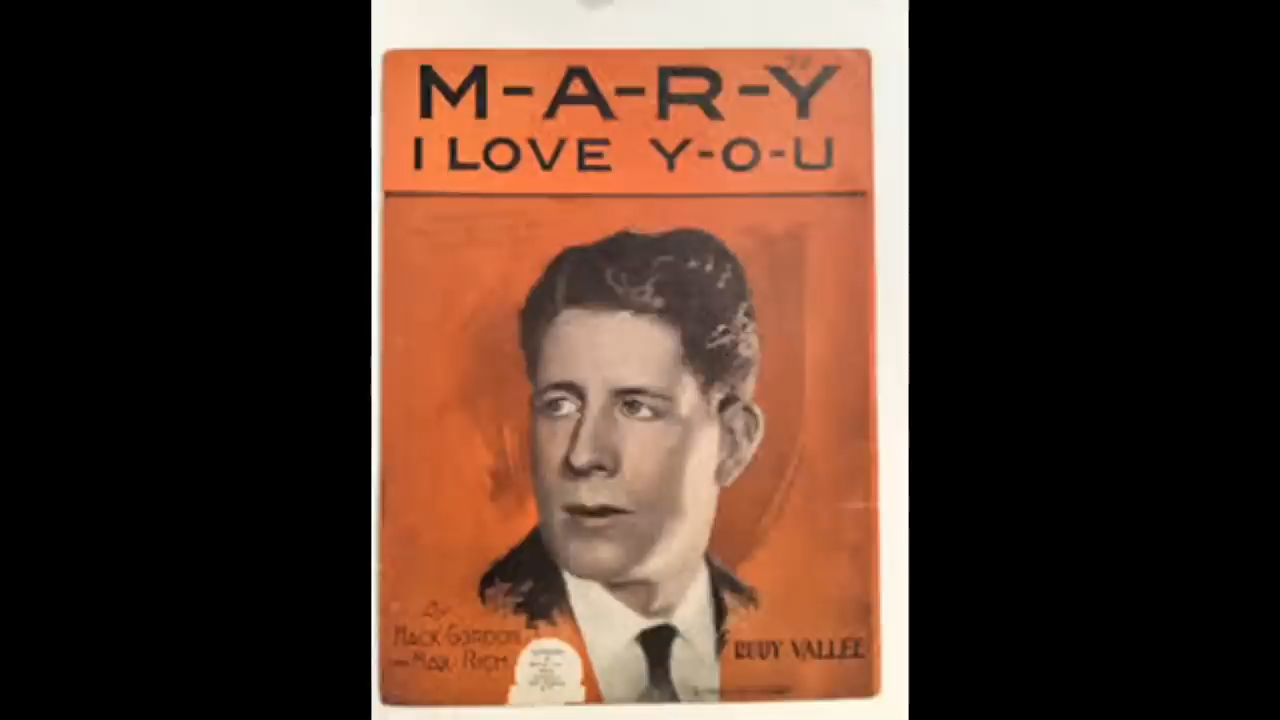 M-A-R-Y
I LOVE Y-O-U
By
MACK GORDON
AND MAX RICH
RUDY VALLEE